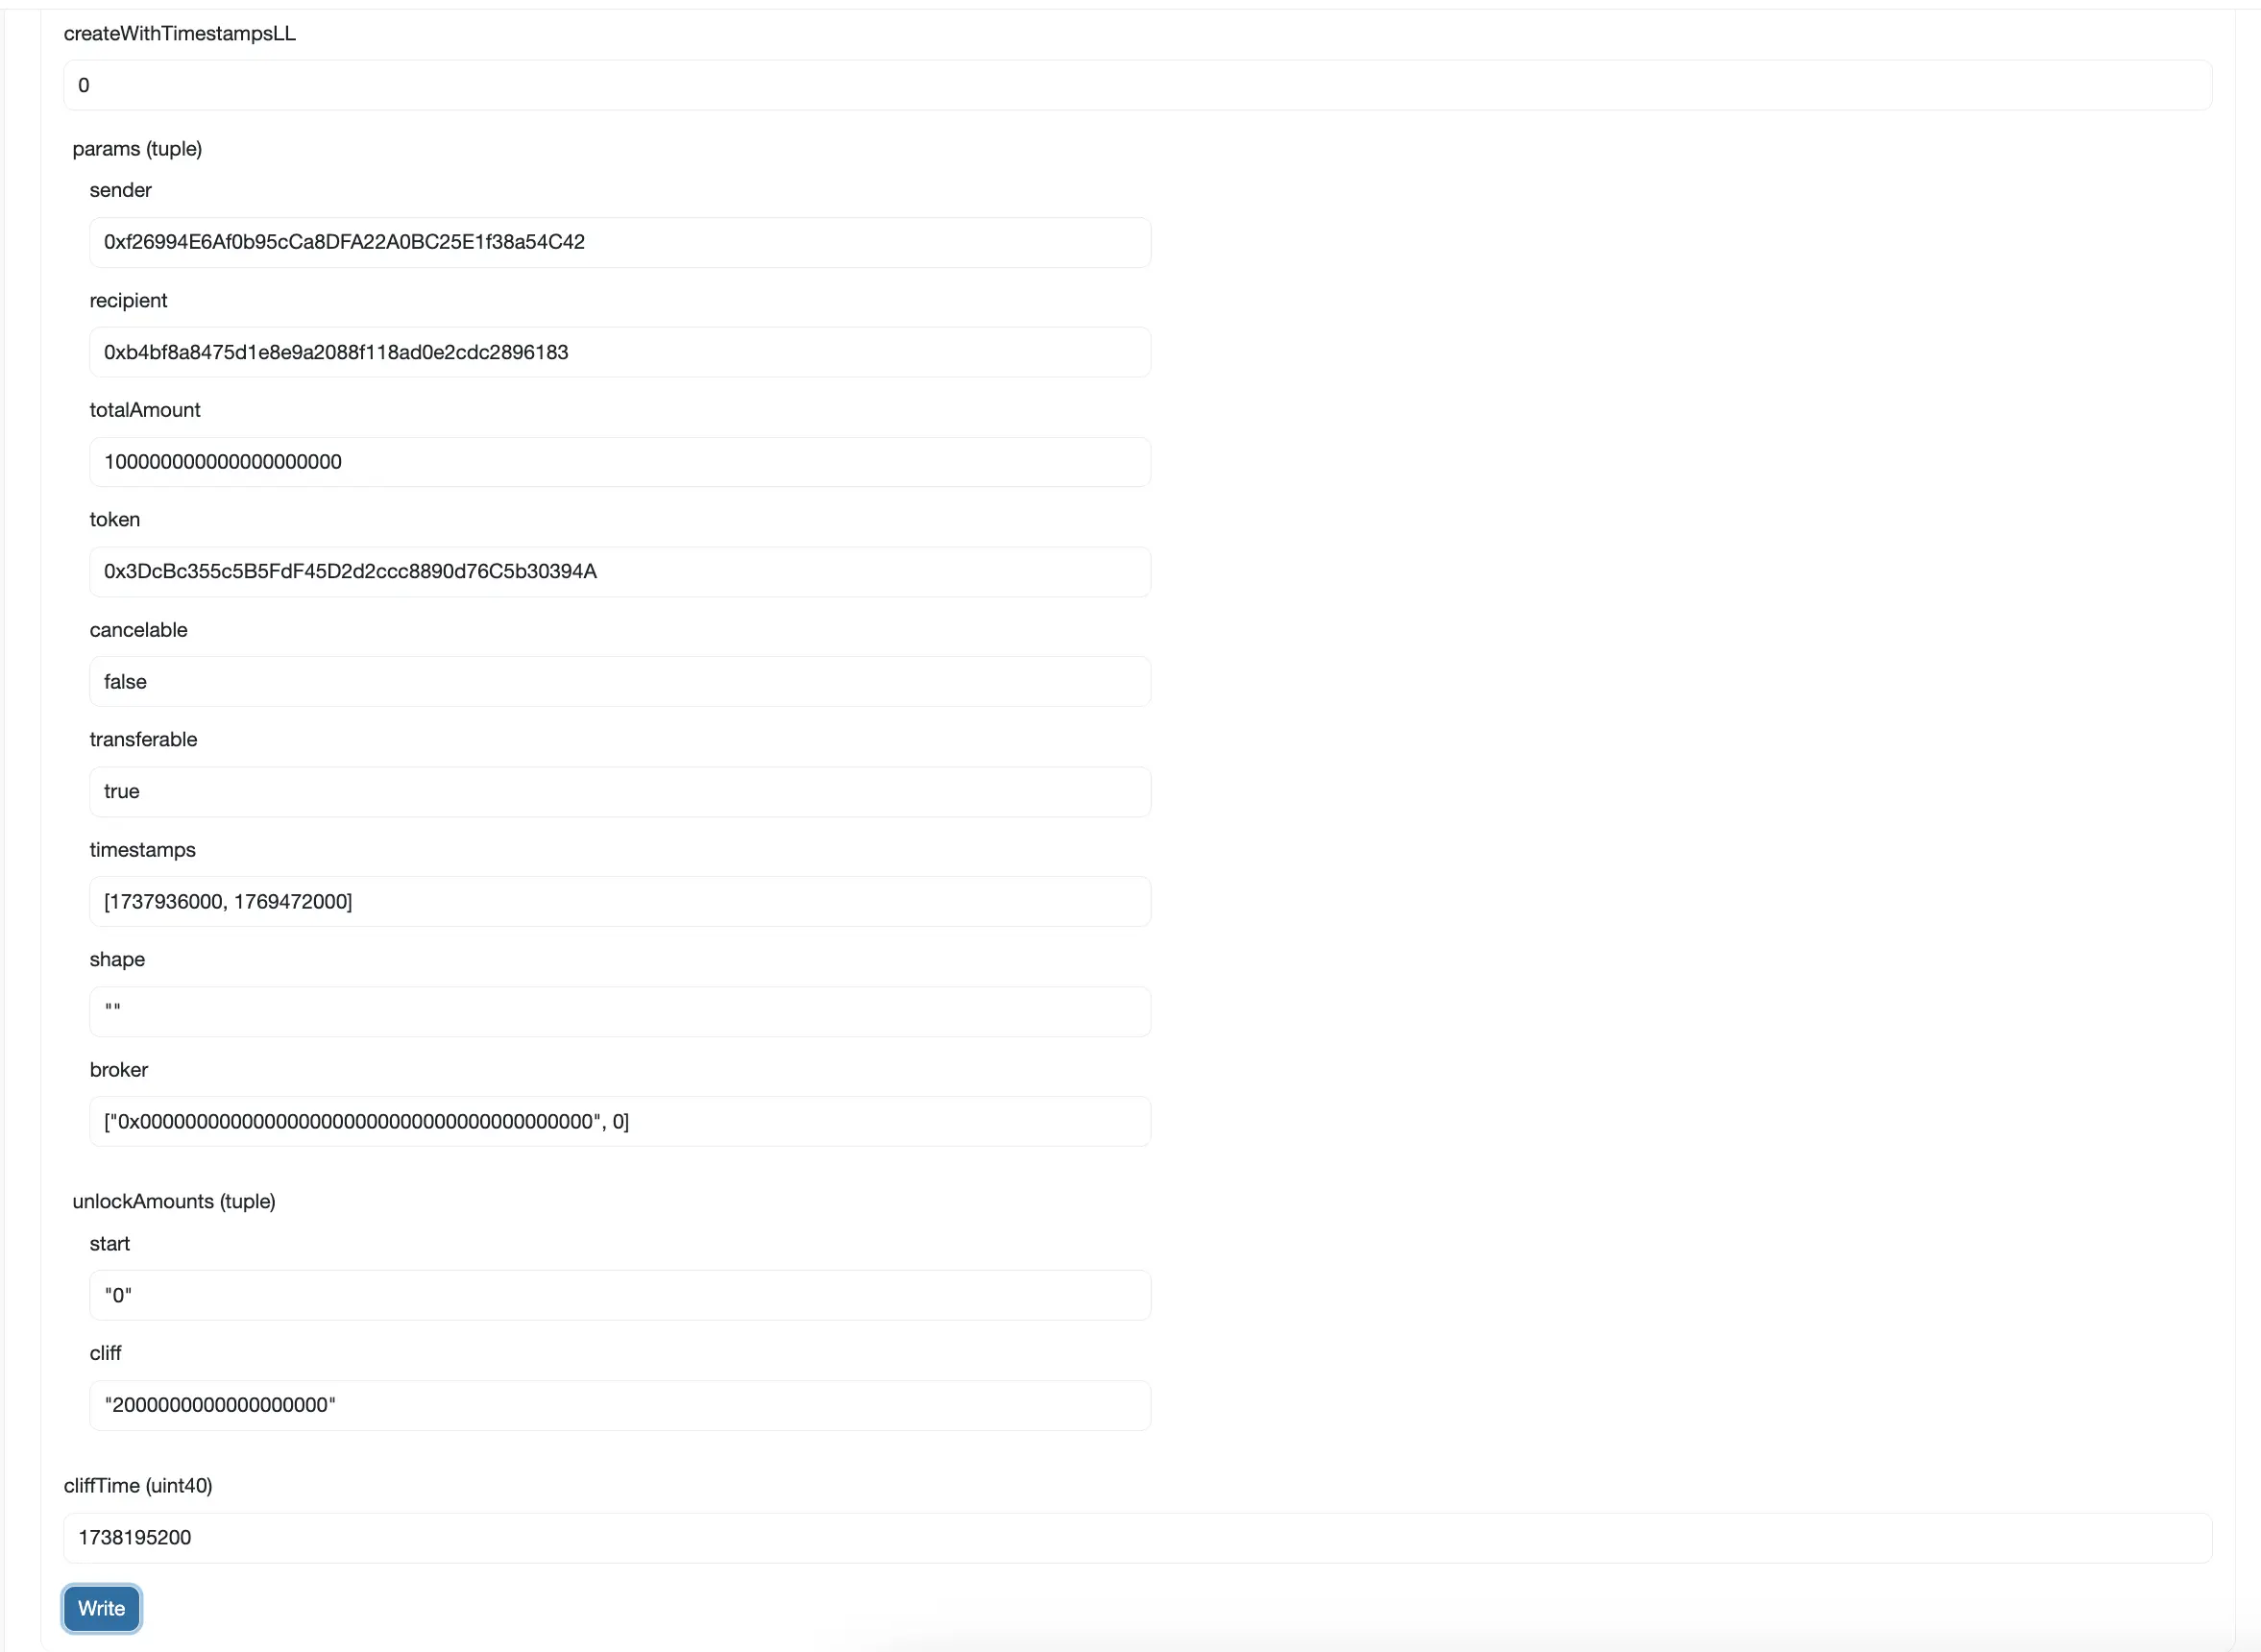 createWithTimestampsLL
0
params (tuple)
sender
0xf26994E6Af0b95cCa8DFA22A0BC25E1f38a54C42
recipient
0xb4bf8a8475d1e8e9a2088f118ad0e2cdc2896183
totalAmount
100000000000000000000
token
0x3DcBc355c5B5FdF45D2d2ccc8890d76C5b30394A
cancelable
false
transferable
true
timestamps
[1737936000, 1769472000]
shape
""
broker
["0x0000000000000000000000000000000000000000", 0]
unlockAmounts (tuple)
start
"0"
cliff
"2000000000000000000"
cliffTime (uint40)
1738195200
Write